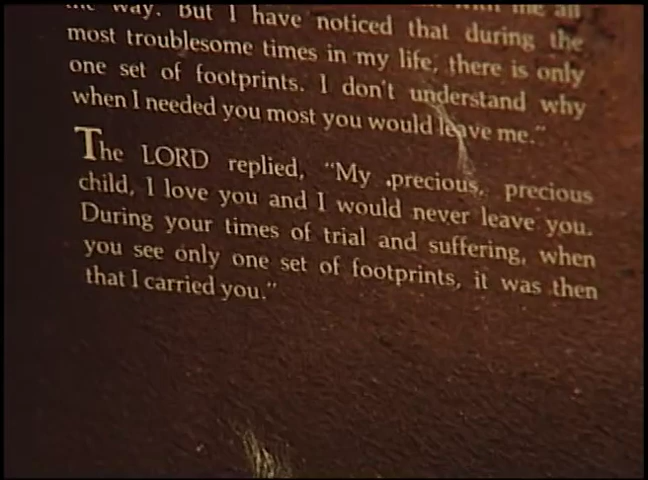 the way. But I have noticed that during the
most troublesome times in my life, there is only
one set of footprints. I don't understand why
when I needed you most you would leave me."
The LORD replied, "My precious, precious
child, I love you and I would never leave you.
During your times of trial and suffering, when
you see only one set of footprints, it was then
that I carried you."